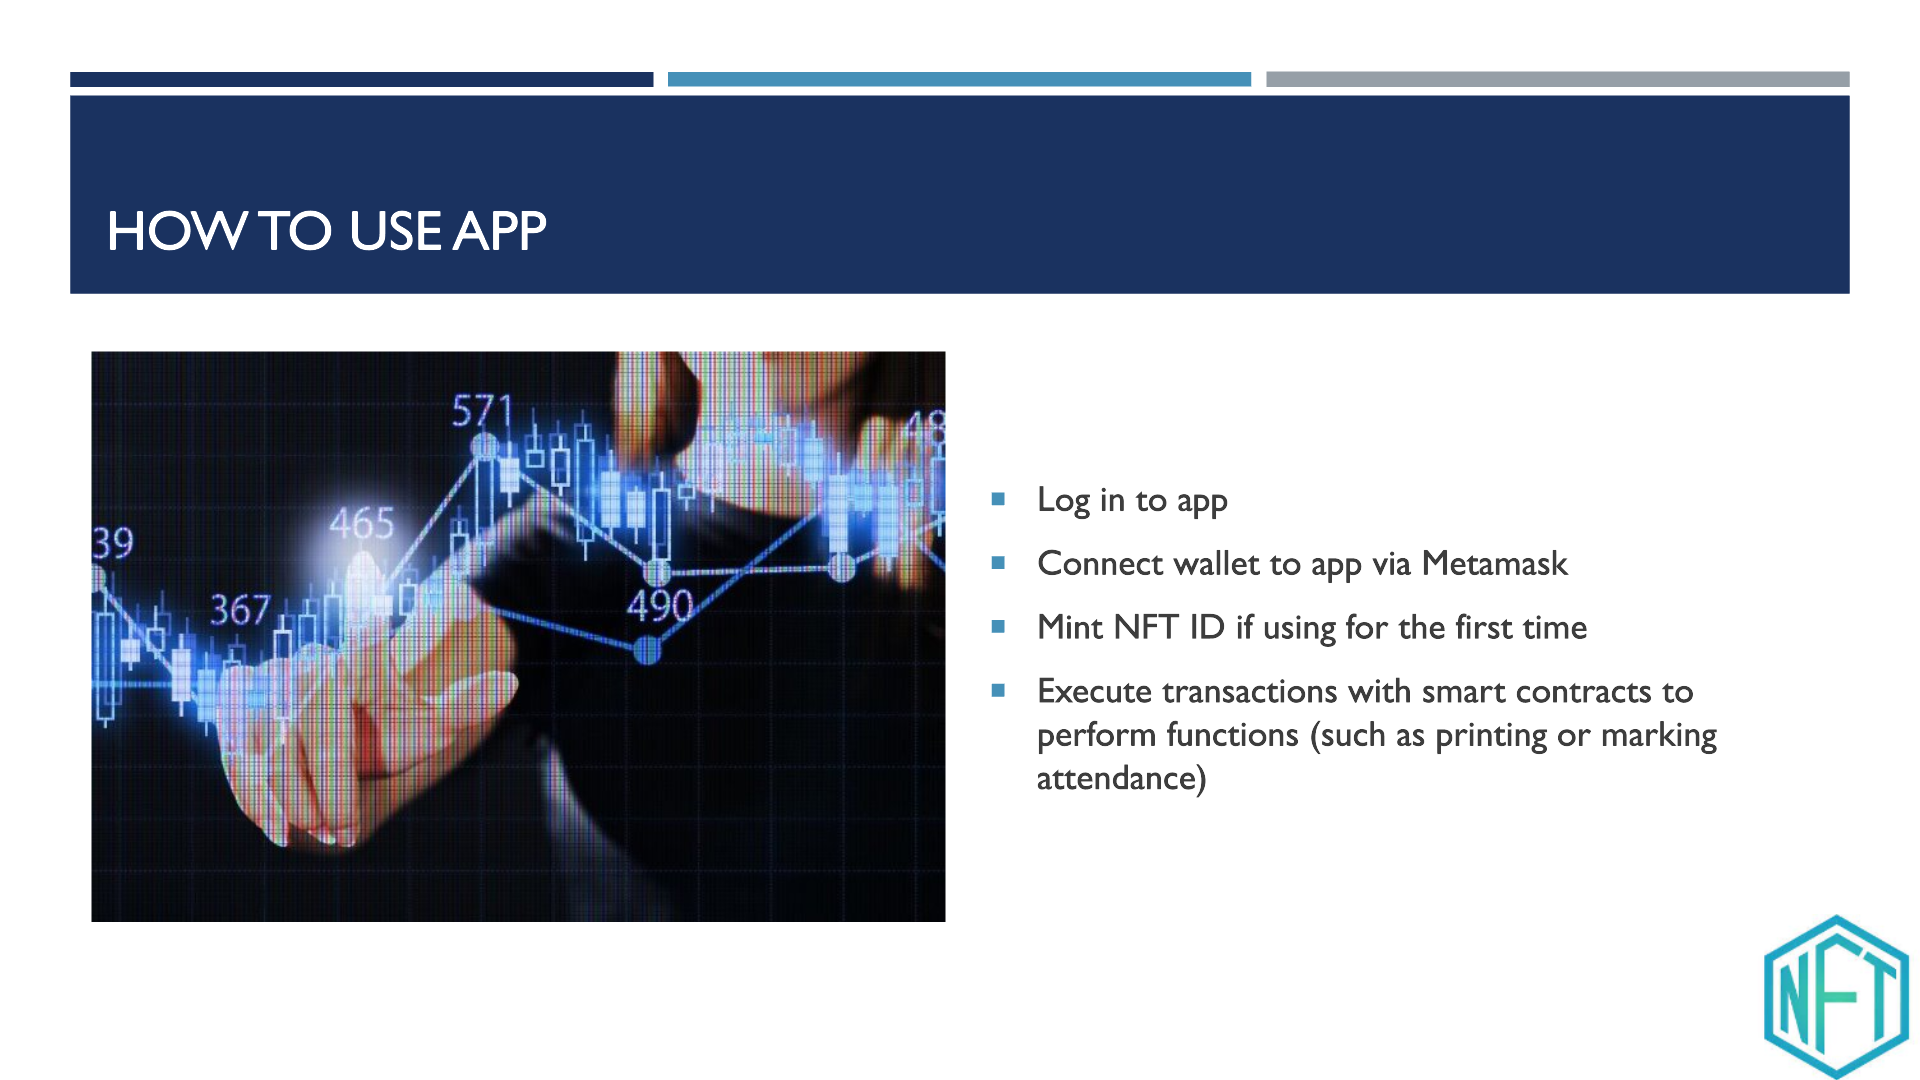 HOW TO USE APP
571
48
465
39
367
490
Log in to app
Connect wallet to app via Metamask
Mint NFT ID if using for the first time
Execute transactions with smart contracts to
perform functions (such as printing or marking
attendance)
NFT